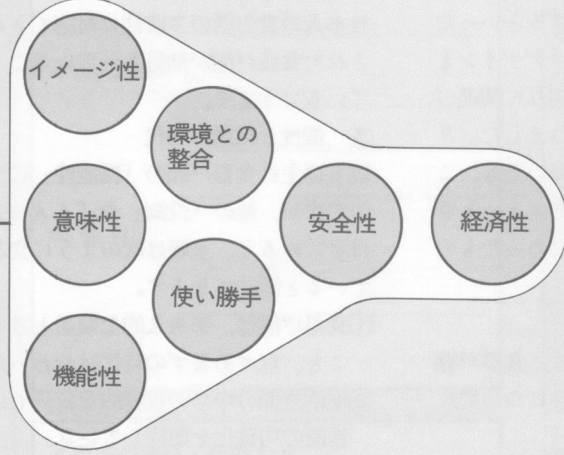 イメージ性
環境との
整合
意味性
安全性
経済性
使い勝手
機能性